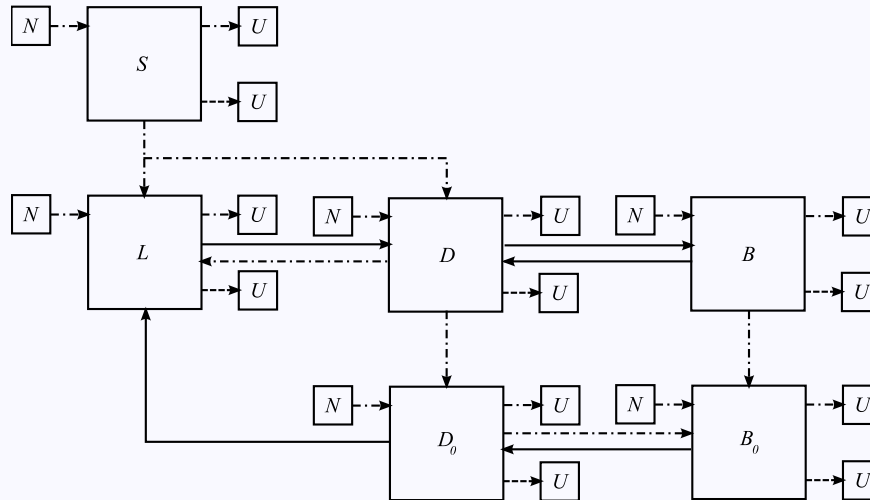 N U
S
U
N U N U N U
L D B
U U U
N U N U
D₀ B₀
U U